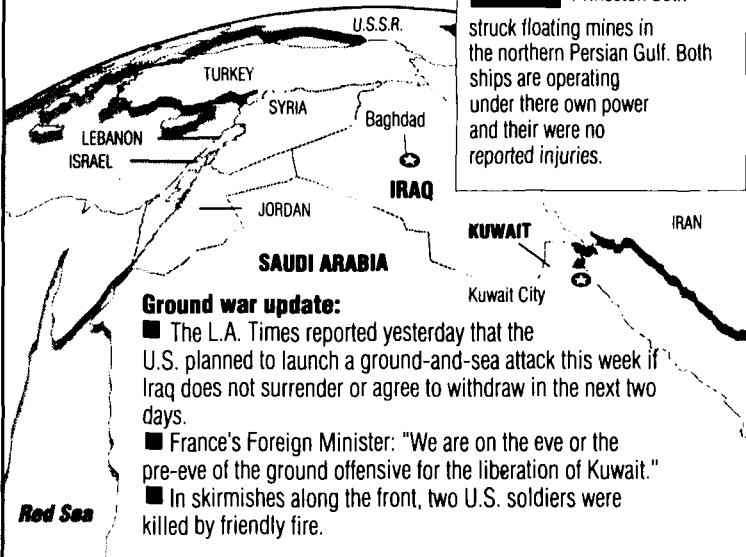 struck floating mines in
the northern Persian Gulf. Both
ships are operating
under there own power
and their were no
reported injuries.
U.S.S.R.
TURKEY
SYRIA
Baghdad
LEBANON
ISRAEL
IRAQ
JORDAN
KUWAIT
IRAN
SAUDI ARABIA
Kuwait City
Ground war update:
■ The L.A. Times reported yesterday that the
U.S. planned to launch a ground-and-sea attack this week if
Iraq does not surrender or agree to withdraw in the next two
days.
■ France's Foreign Minister: "We are on the eve or the
pre-eve of the ground offensive for the liberation of Kuwait."
■ In skirmishes along the front, two U.S. soldiers were
killed by friendly fire.
Red Sea